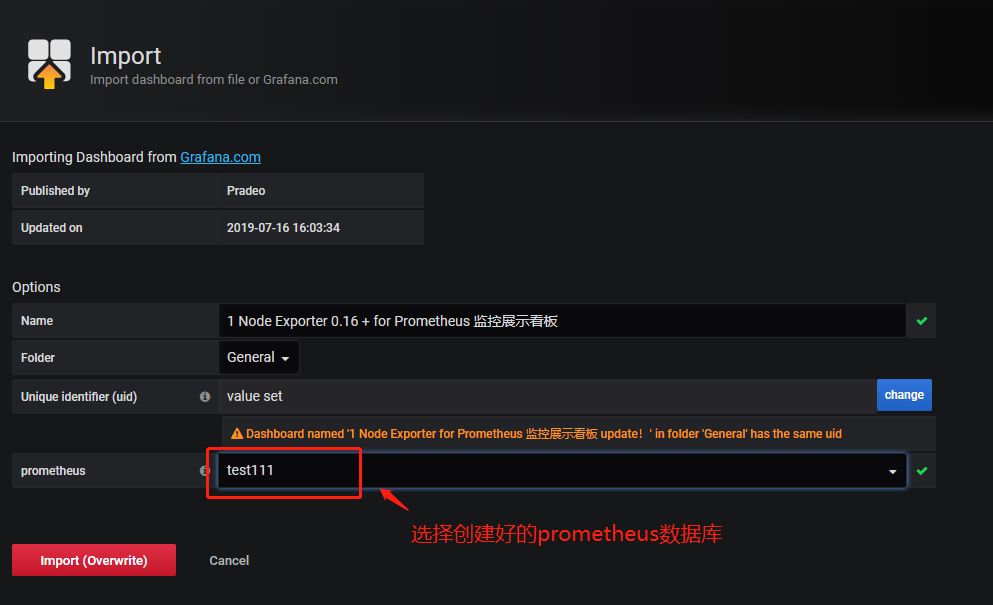 Import
Import dashboard from file or Grafana.com
Importing Dashboard from Grafana.com
Published by Pradeo
Updated on 2019-07-16 16:03:34
Options
Name 1 Node Exporter 0.16 + for Prometheus 监控展示看板
Folder General
Unique identifier (uid) value set change
Dashboard named '1 Node Exporter for Prometheus 监控展示看板 update！' in folder 'General' has the same uid
prometheus test111
选择创建好的prometheus数据库
Import (Overwrite) Cancel